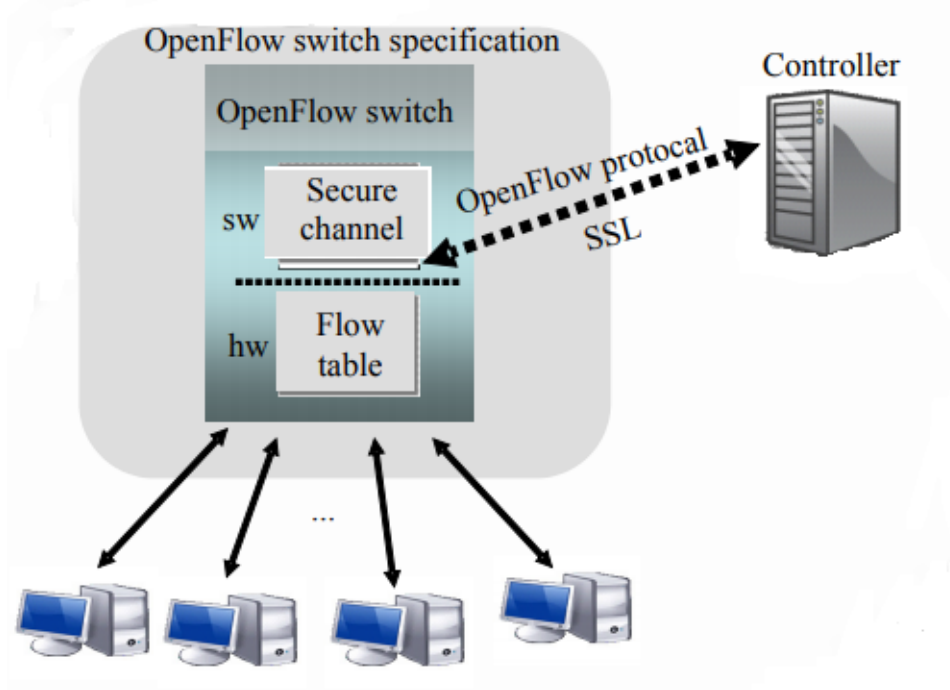 OpenFlow switch specification
Controller
OpenFlow switch
OpenFlow protocal
SSL
sw
Secure
channel
hw
Flow
table
...